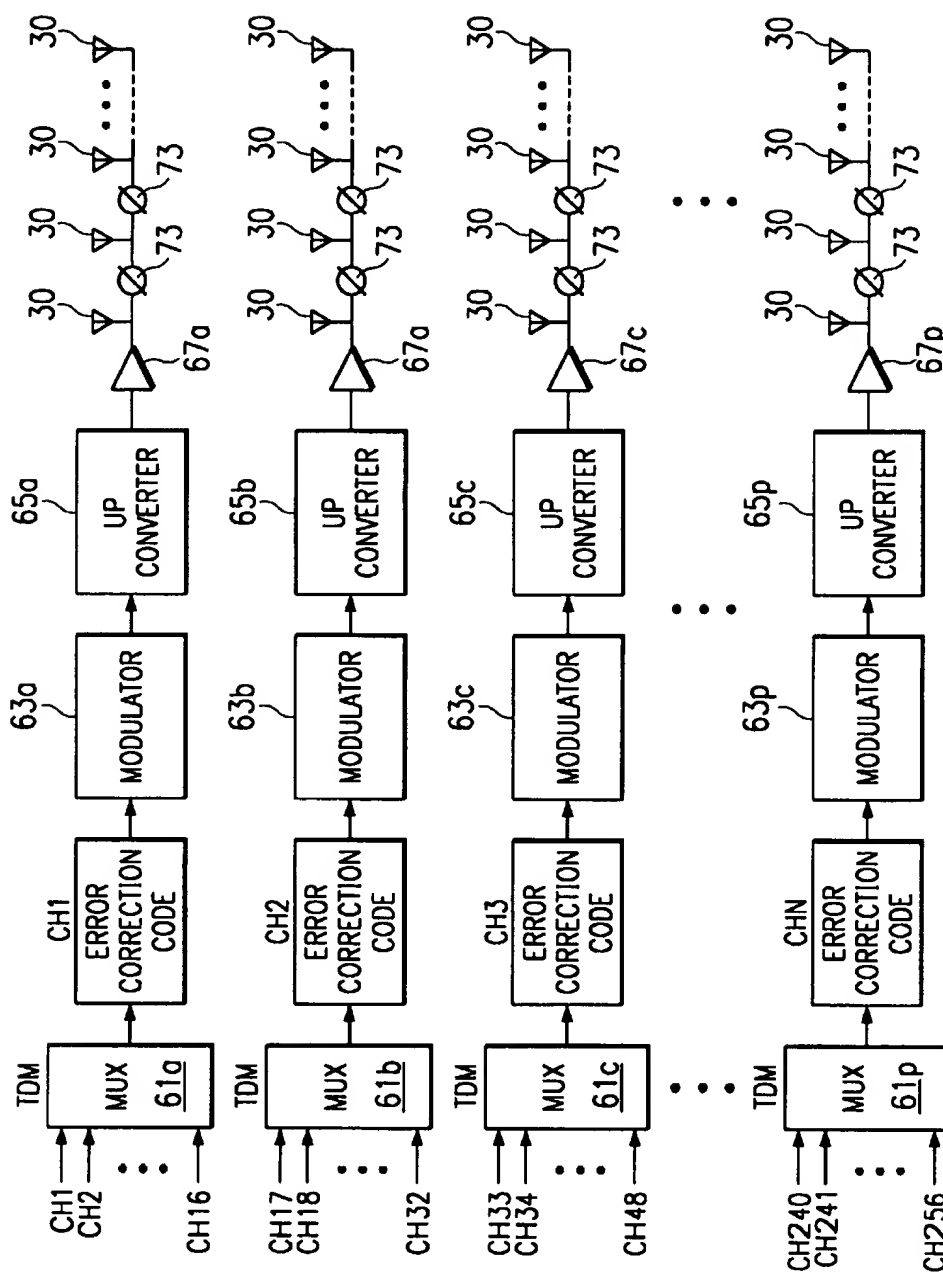 30 30 30 30
73 73
67a
65a
UP
CONVERTER
63a
MODULATOR
CH1
ERROR
CORRECTION
CODE
TDM
MUX 61a
CH1
CH2
CH16
30 30 30 30
73 73
67a
65b
UP
CONVERTER
63b
MODULATOR
CH2
ERROR
CORRECTION
CODE
TDM
MUX 61b
CH17
CH18
CH32
30 30 30 30
73 73
67c
65c
UP
CONVERTER
63c
MODULATOR
CH3
ERROR
CORRECTION
CODE
TDM
MUX 61c
CH33
CH34
CH48
30 30 30 30
73 73
67p
65p
UP
CONVERTER
63p
MODULATOR
CHN
ERROR
CORRECTION
CODE
TDM
MUX 61p
CH240
CH241
CH256